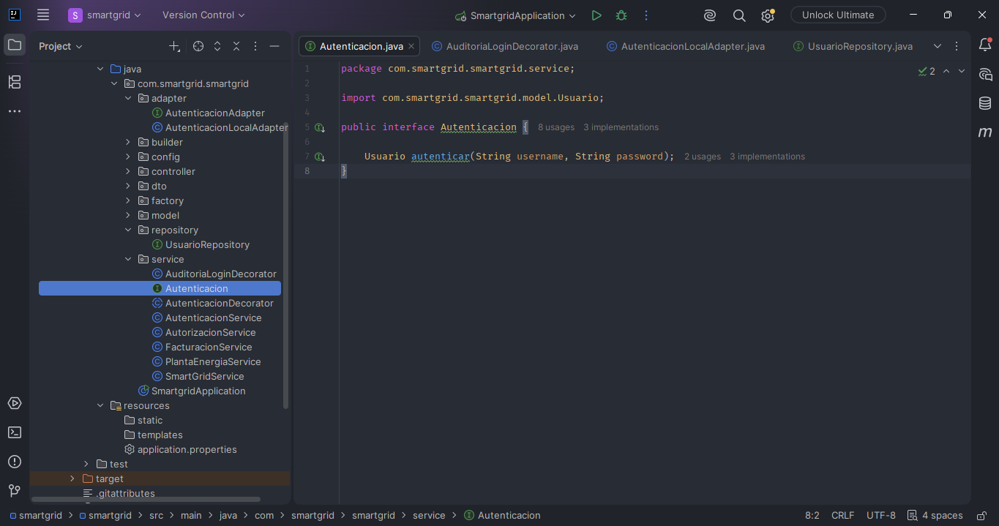 S smartgrid Version Control SmartgridApplication Unlock Ultimate
Project
Autenticacion.java AuditoriaLoginDecorator.java AutenticacionLocalAdapter.java UsuarioRepository.java
java
com.smartgrid.smartgrid
adapter
AutenticacionAdapter
AutenticacionLocalAdapter
builder
config
controller
dto
factory
model
repository
UsuarioRepository
service
AuditoriaLoginDecorator
Autenticacion
AutenticacionDecorator
AutenticacionService
AutorizacionService
FacturacionService
PlantaEnergiaService
SmartGridService
SmartgridApplication
resources
static
templates
application.properties
test
target
.gitattributes
1 package com.smartgrid.smartgrid.service; 2
2
3 import com.smartgrid.smartgrid.model.Usuario;
4
5 public interface Autenticacion { 8 usages 3 implementations
6
7 Usuario autenticar(String username, String password); 2 usages 3 implementations
8 }
m
smartgrid > smartgrid > src > main > java > com > smartgrid > smartgrid > service > Autenticacion 8:2 CRLF UTF-8 4 spaces